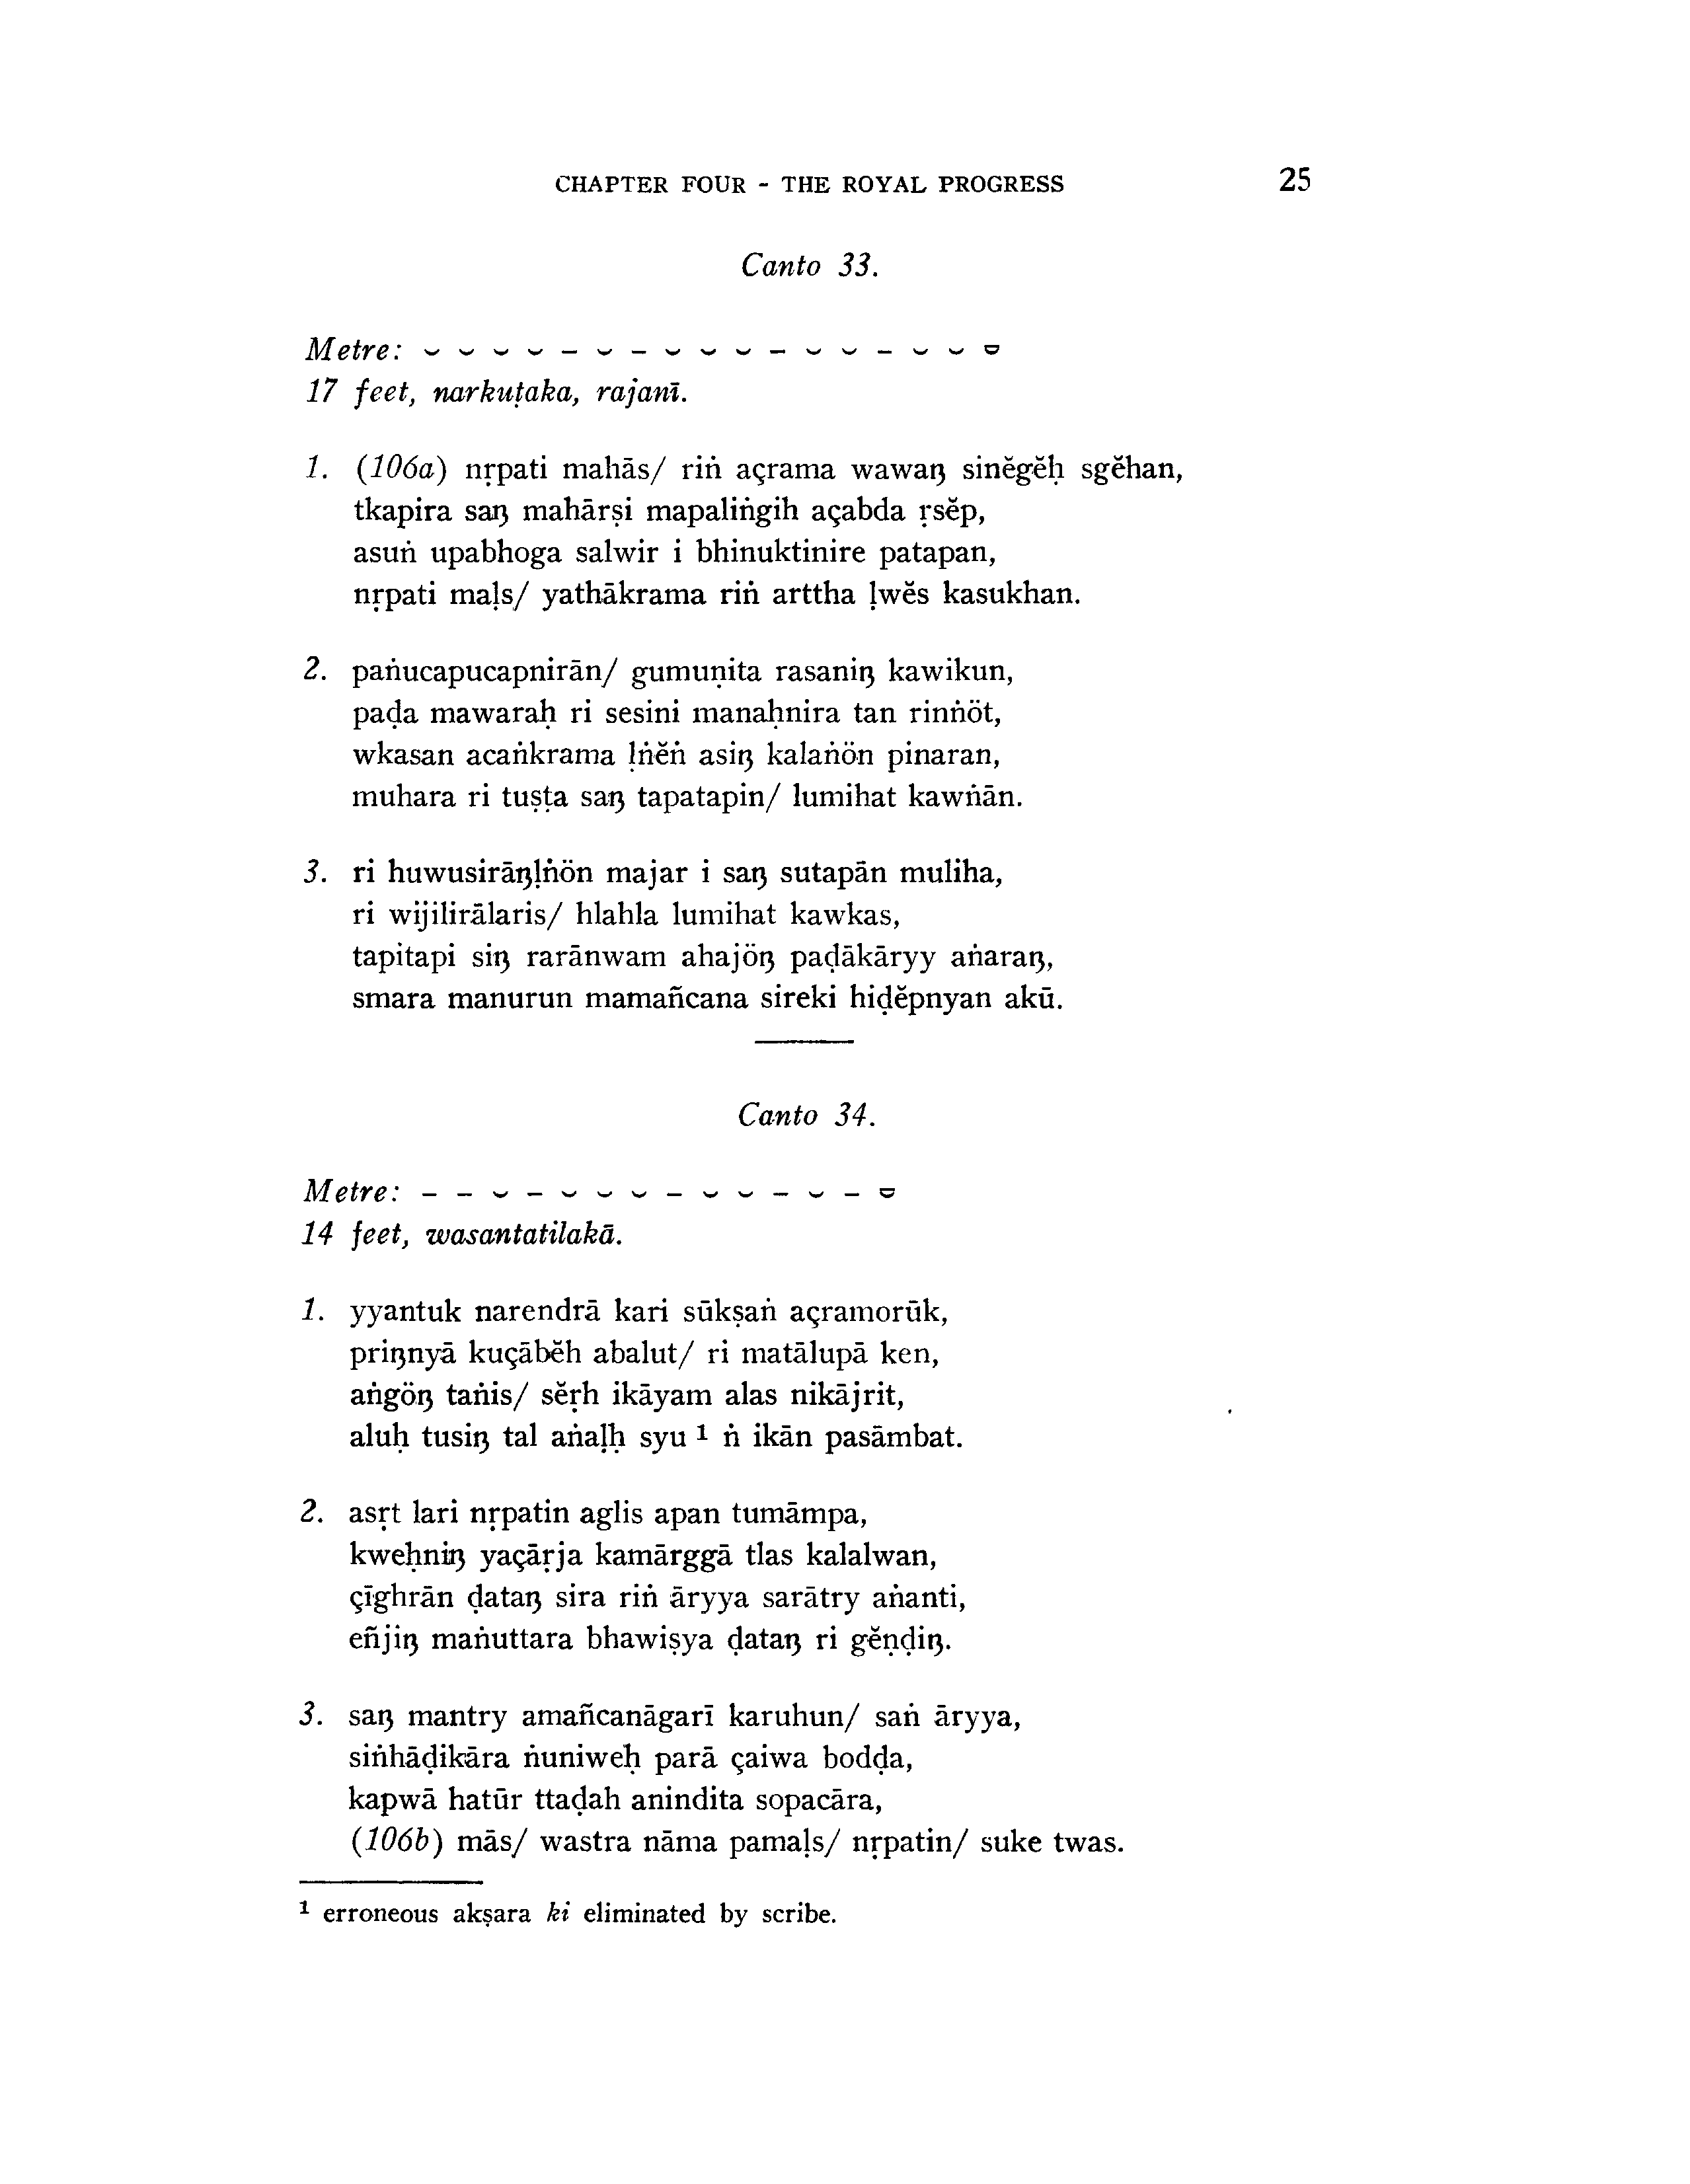 CHAPTER FOUR - THE ROYAL PROGRESS 25
Canto 33.
Metre: ⏑ ⏑ ⏑ ⏑ – ⏑ – ⏑ ⏑ ⏑ – ⏑ ⏑ – ⏑ ⏑ ⏓
17 feet, narkuṭaka, rajanī.
1. (106a) nṛpati mahās/ riṅ açrama wawaŋ sinĕgĕḥ sgĕhan,
tkapira saŋ mahārṣi mapaliṅgih açabda ṛsĕp,
asuṅ upabhoga salwir i bhinuktinire patapan,
nṛpati maḷs/ yathākrama riṅ arttha ḷwĕs kasukhan.
2. paṅucapucapnirān/ gumuṇita rasaniŋ kawikun,
paḍa mawaraḥ ri sesini manaḥnira tan rinṅöt,
wkasan acaṅkrama ḷṅĕṅ asiŋ kalaṅön pinaran,
muhara ri tuṣṭa saŋ tapatapin/ lumihat kawṅān.
3. ri huwusirāŋḷṅön majar i saŋ sutapān muliha,
ri wijilirālaris/ hlahla lumihat kawkas,
tapitapi siŋ rarānwam ahajöŋ paḍākāryy aṅaraŋ,
smara manurun mamañcana sireki hiḍĕpnyan akū.
Canto 34.
Metre: – – ⏑ – ⏑ ⏑ ⏑ – ⏑ ⏑ – ⏑ – ⏓
14 feet, wasantatilakā.
1. yyantuk narendrā kari sūkṣaṅ açramorūk,
priŋnyā kuçābĕh abalut/ ri matālupā ken,
aṅgöŋ taṅis/ sĕṛh ikāyam alas nikājrit,
aluḥ tusiŋ tal aṅaḷḥ syu 1 ṅ ikān pasāmbat.
2. asṛt lari nṛpatin aglis apan tumāmpa,
kweḥniŋ yaçāṛja kamārggā tlas kalalwan,
çīghrān ḍataŋ sira riṅ āryya sarātry aṅanti,
eñjiŋ maṅuttara bhawiṣya ḍataŋ ri gĕṇḍiŋ.
3. saŋ mantry amañcanāgarī karuhun/ saṅ āryya,
siṅhāḍikāra ṅuniweḥ parā çaiwa bodḍa,
kapwā hatūr ttaḍah anindita sopacāra,
(106b) mās/ wastra nāma pamaḷs/ nṛpatin/ suke twas.
1 erroneous akṣara ki eliminated by scribe.